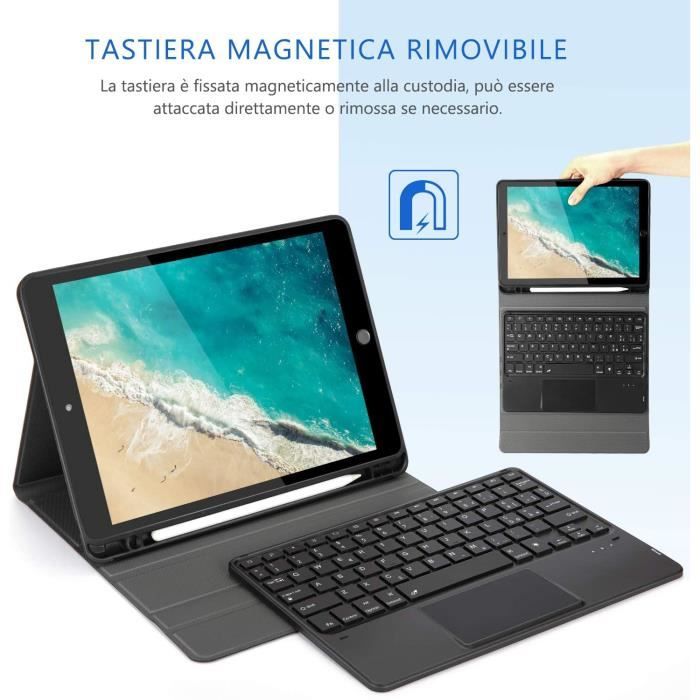 TASTIERA MAGNETICA RIMOVIBILE
La tastiera è fissata magneticamente alla custodia, può essere
attaccata direttamente o rimossa se necessario.